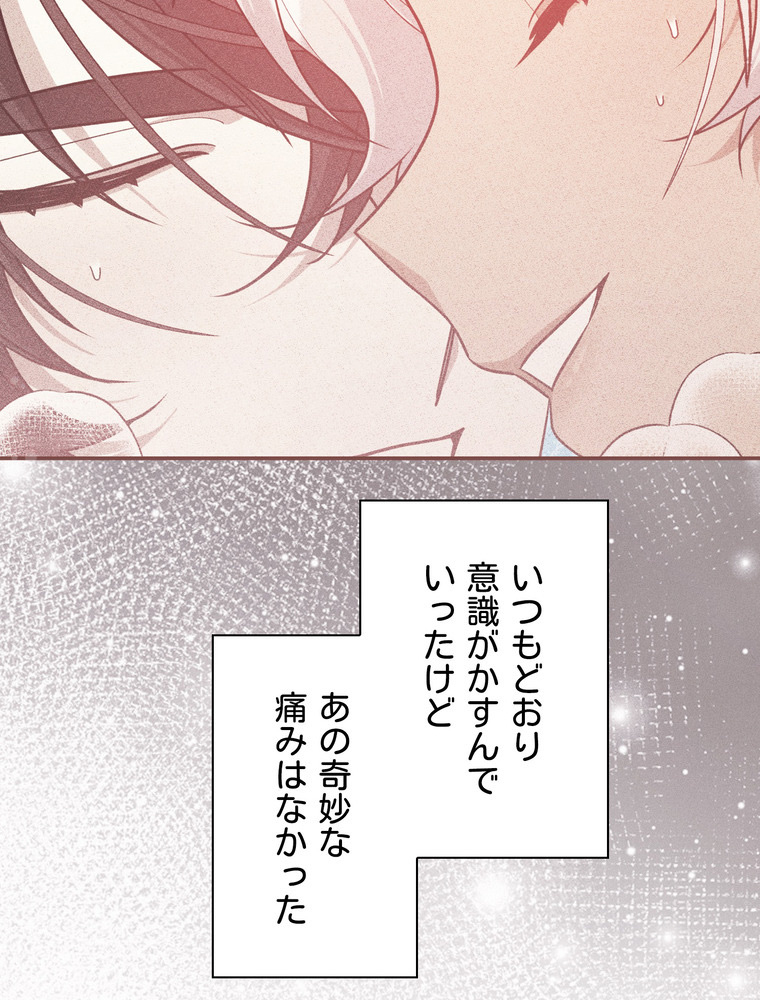 いつもどおり
意識がかすんで
いったけど
あの奇妙な
痛みはなかった